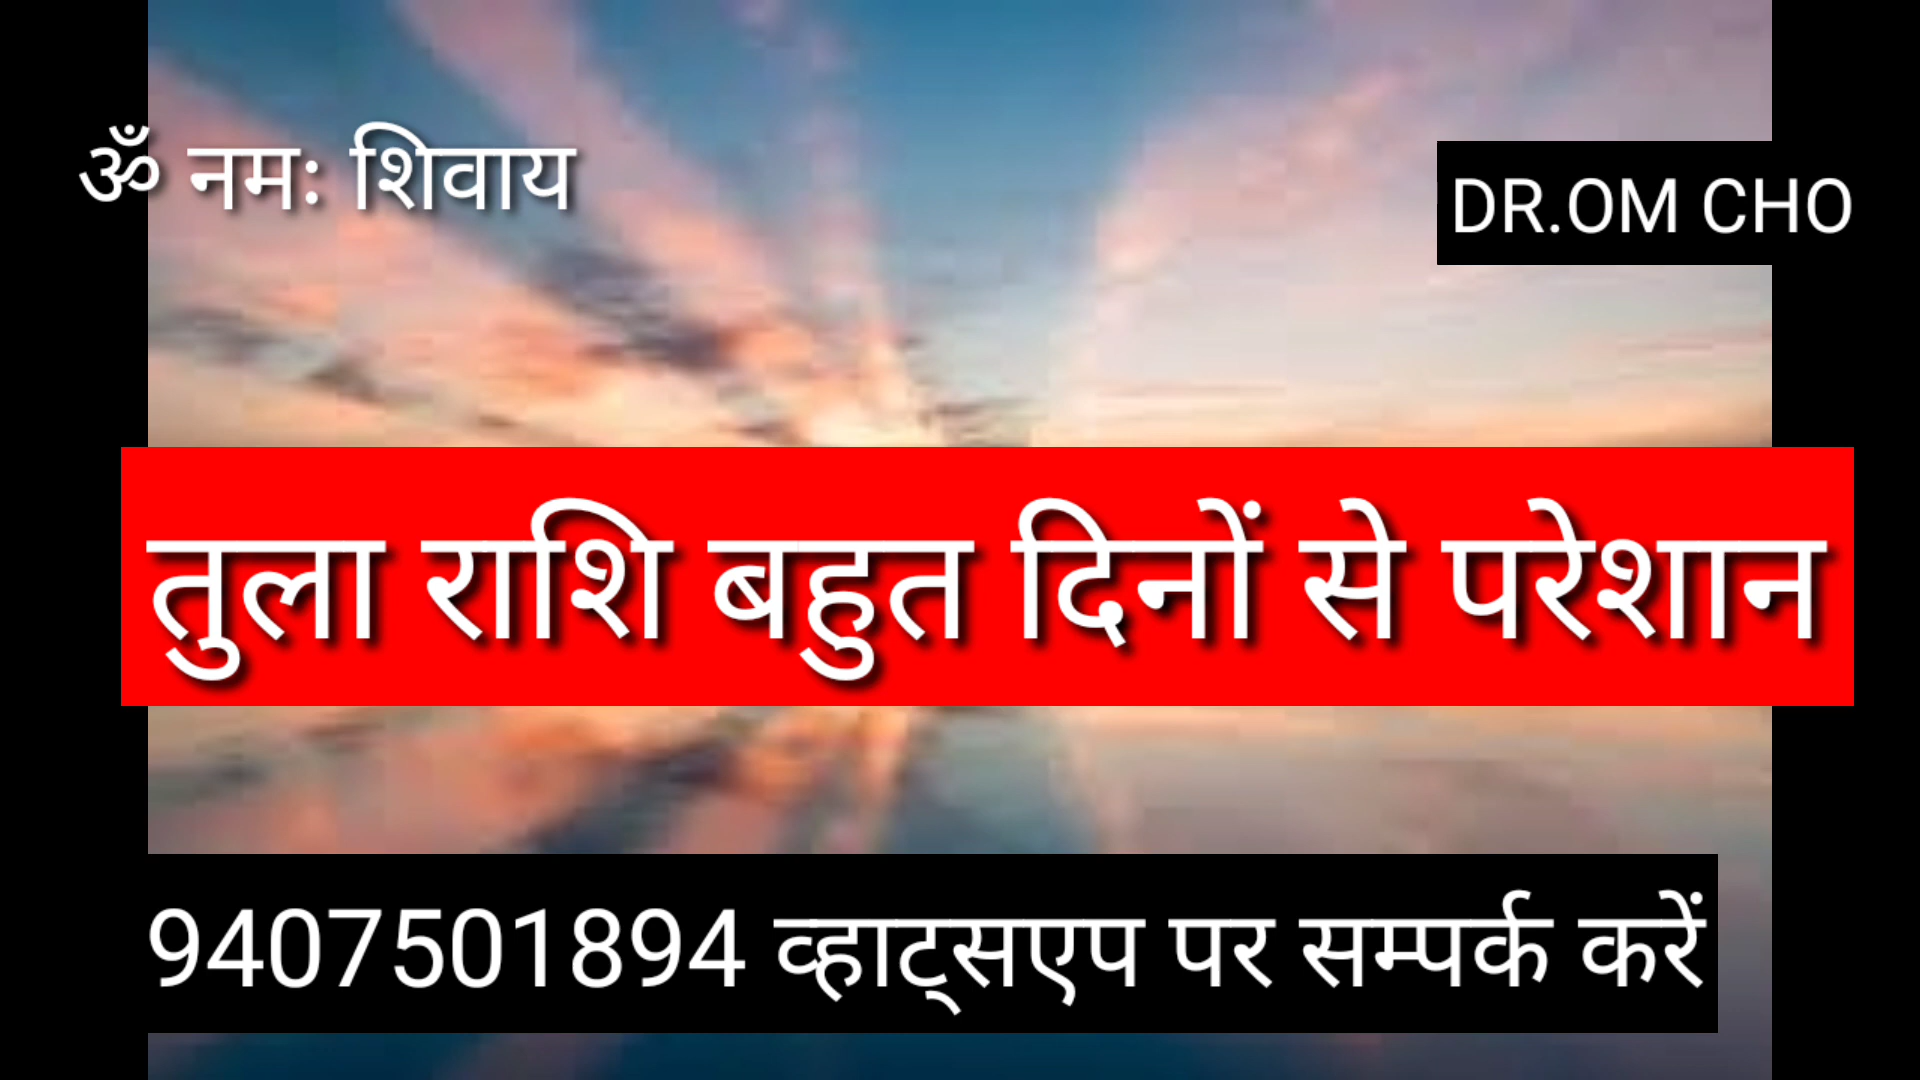 ॐ नमः शिवाय
DR.OM CHO
तुला राशि बहुत दिनों से परेशान
9407501894 व्हाट्सएप पर सम्पर्क करें